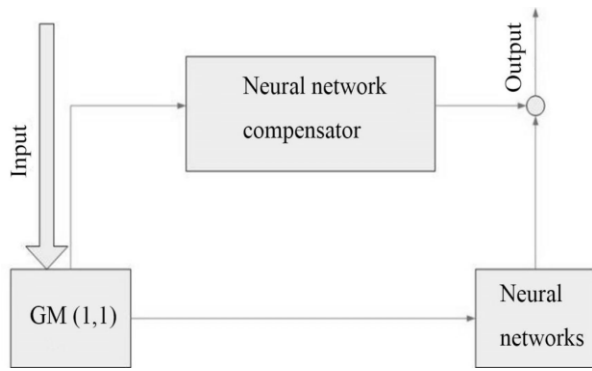 Input
Neural network
compensator
Output
GM (1,1)
Neural
networks